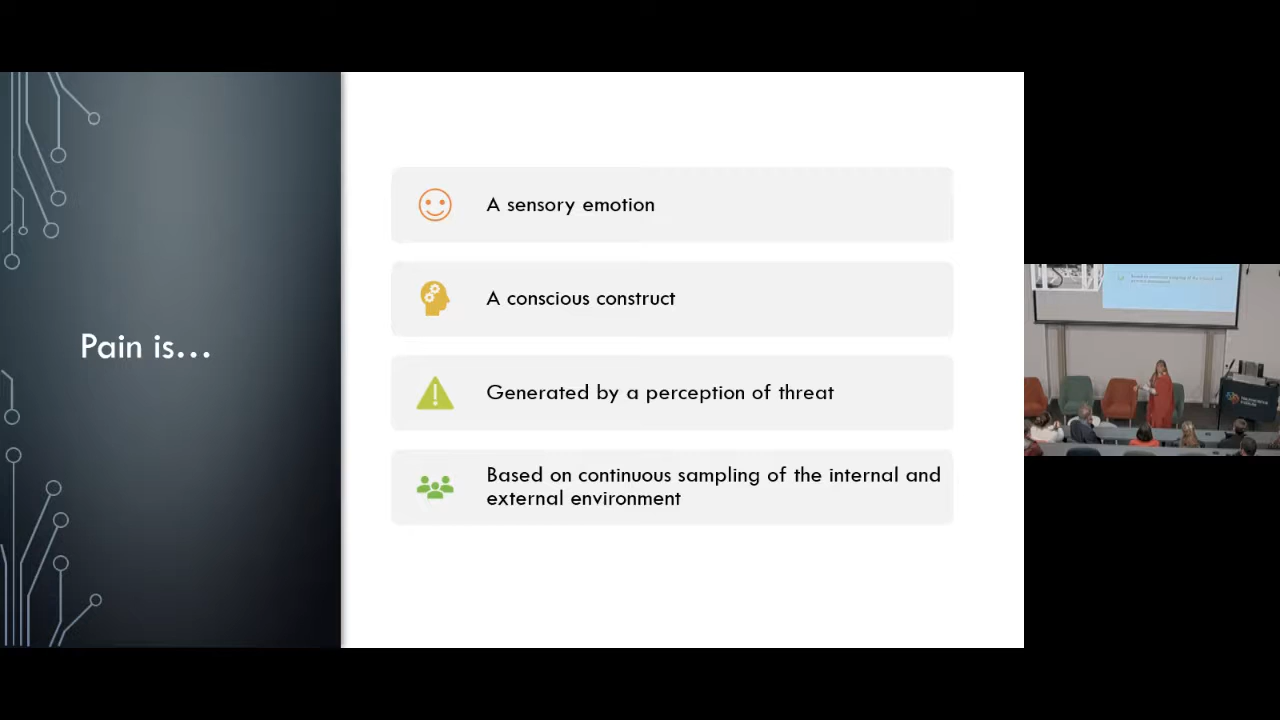 Pain is...
A sensory emotion
A conscious construct
Generated by a perception of threat
Based on continuous sampling of the internal and
external environment